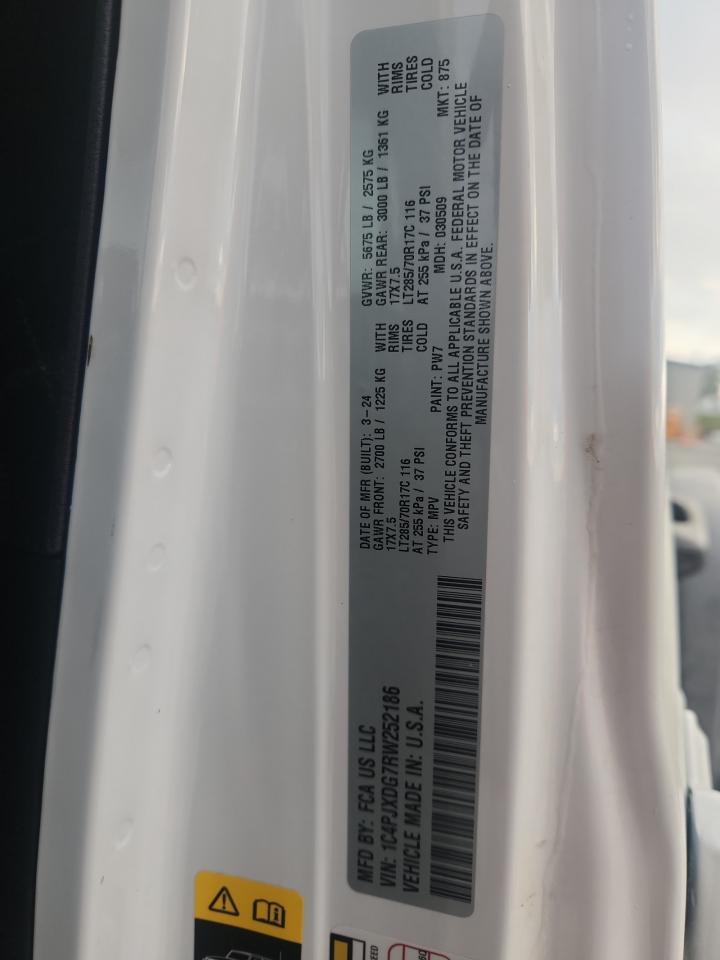 MFD BY: FCA US LLC
VIN: 1C4PJXDG7RW252186
VEHICLE MADE IN: U.S.A.
DATE OF MFR (BUILT): 3-24 GVWR: 5675 LB / 2575 KG
GAWR FRONT: 2700 LB / 1225 KG WITH GAWR REAR: 3000 LB / 1361 KG WITH
17X7.5 RIMS 17X7.5 RIMS
LT285/70R17C 116 TIRES LT285/70R17C 116 TIRES
AT 255 kPa / 37 PSI COLD AT 255 kPa / 37 PSI COLD
TYPE: MPV PAINT: PW7 MDH: 030509 MKT: 875
THIS VEHICLE CONFORMS TO ALL APPLICABLE U.S.A. FEDERAL MOTOR VEHICLE
SAFETY AND THEFT PREVENTION STANDARDS IN EFFECT ON THE DATE OF
MANUFACTURE SHOWN ABOVE.